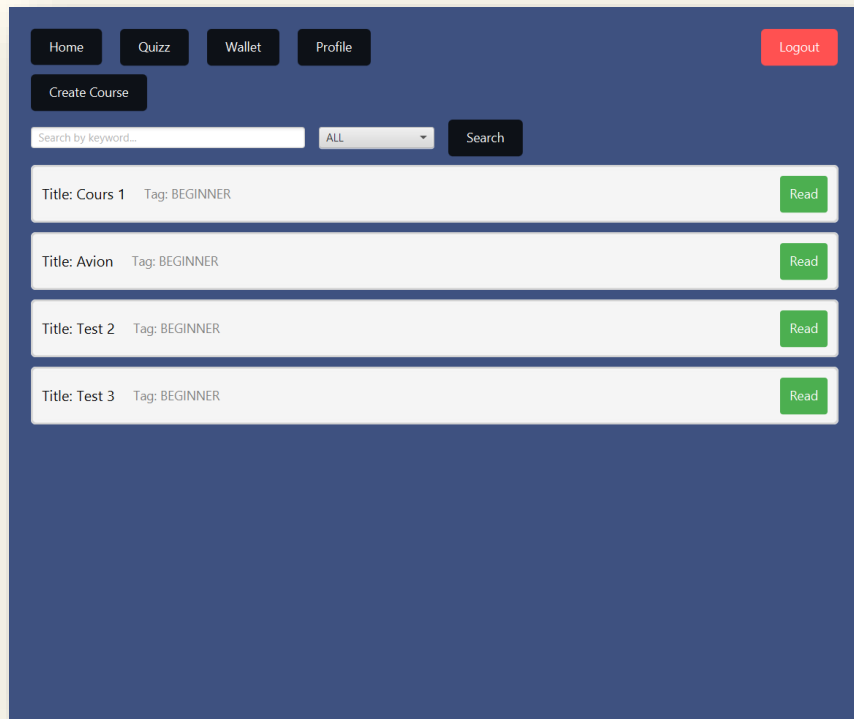 Home Quizz Wallet Profile Logout
Create Course
Search by keyword... ALL Search
Title: Cours 1 Tag: BEGINNER Read
Title: Avion Tag: BEGINNER Read
Title: Test 2 Tag: BEGINNER Read
Title: Test 3 Tag: BEGINNER Read